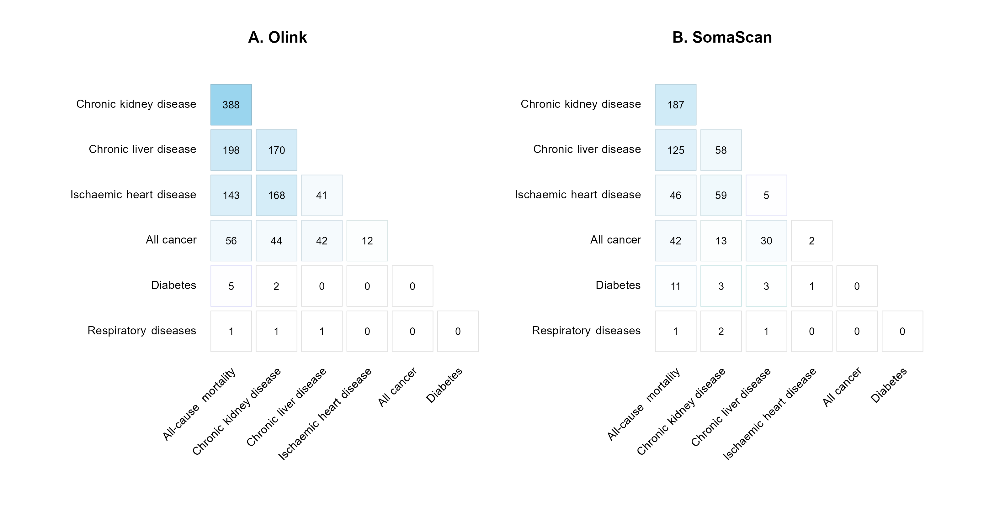 A. Olink
Chronic kidney disease 388
Chronic liver disease 198 170
Ischaemic heart disease 143 168 41
All cancer 56 44 42 12
Diabetes 5 2 0 0 0
Respiratory diseases 1 1 1 0 0 0
All-cause mortality
Chronic kidney disease
Chronic liver disease
Ischaemic heart disease
All cancer
Diabetes
B. SomaScan
Chronic kidney disease 187
Chronic liver disease 125 58
Ischaemic heart disease 46 59 5
All cancer 42 13 30 2
Diabetes 11 3 3 1 0
Respiratory diseases 1 2 1 0 0 0
All-cause mortality
Chronic kidney disease
Chronic liver disease
Ischaemic heart disease
All cancer
Diabetes